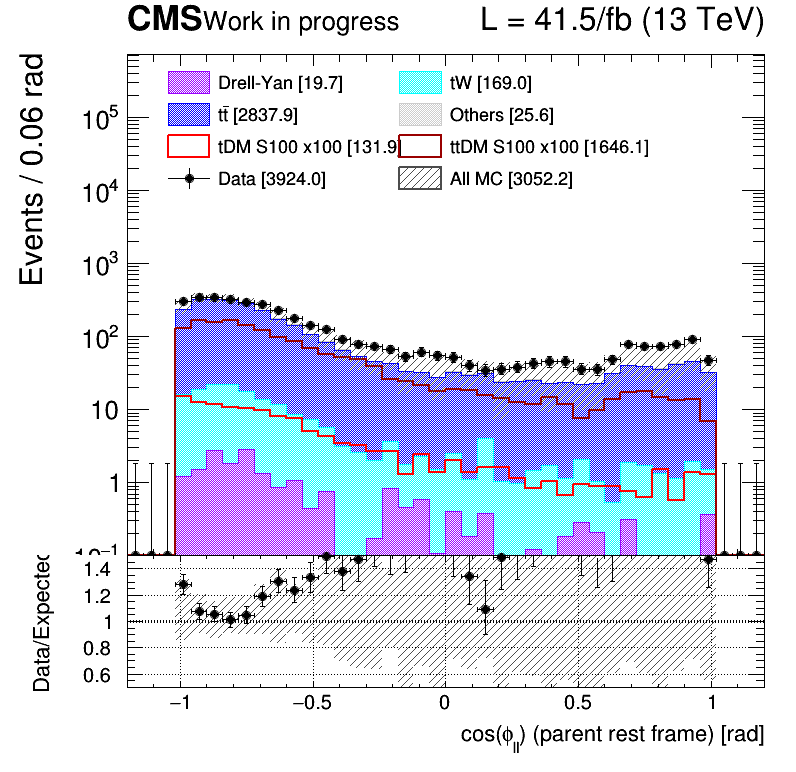 CMS Work in progress L = 41.5/fb (13 TeV)
Events / 0.06 rad
Drell-Yan [19.7] tW [169.0]
tt̄ [2837.9] Others [25.6]
tDM S100 x100 [131.9] ttDM S100 x100 [1646.1]
Data [3924.0] All MC [3052.2]
10⁵
10⁴
10³
10²
10
1
10⁻¹
Data/Expected
1.4
1.2
1
0.8
0.6
−1 −0.5 0 0.5 1
cos(ϕ_ll) (parent rest frame) [rad]